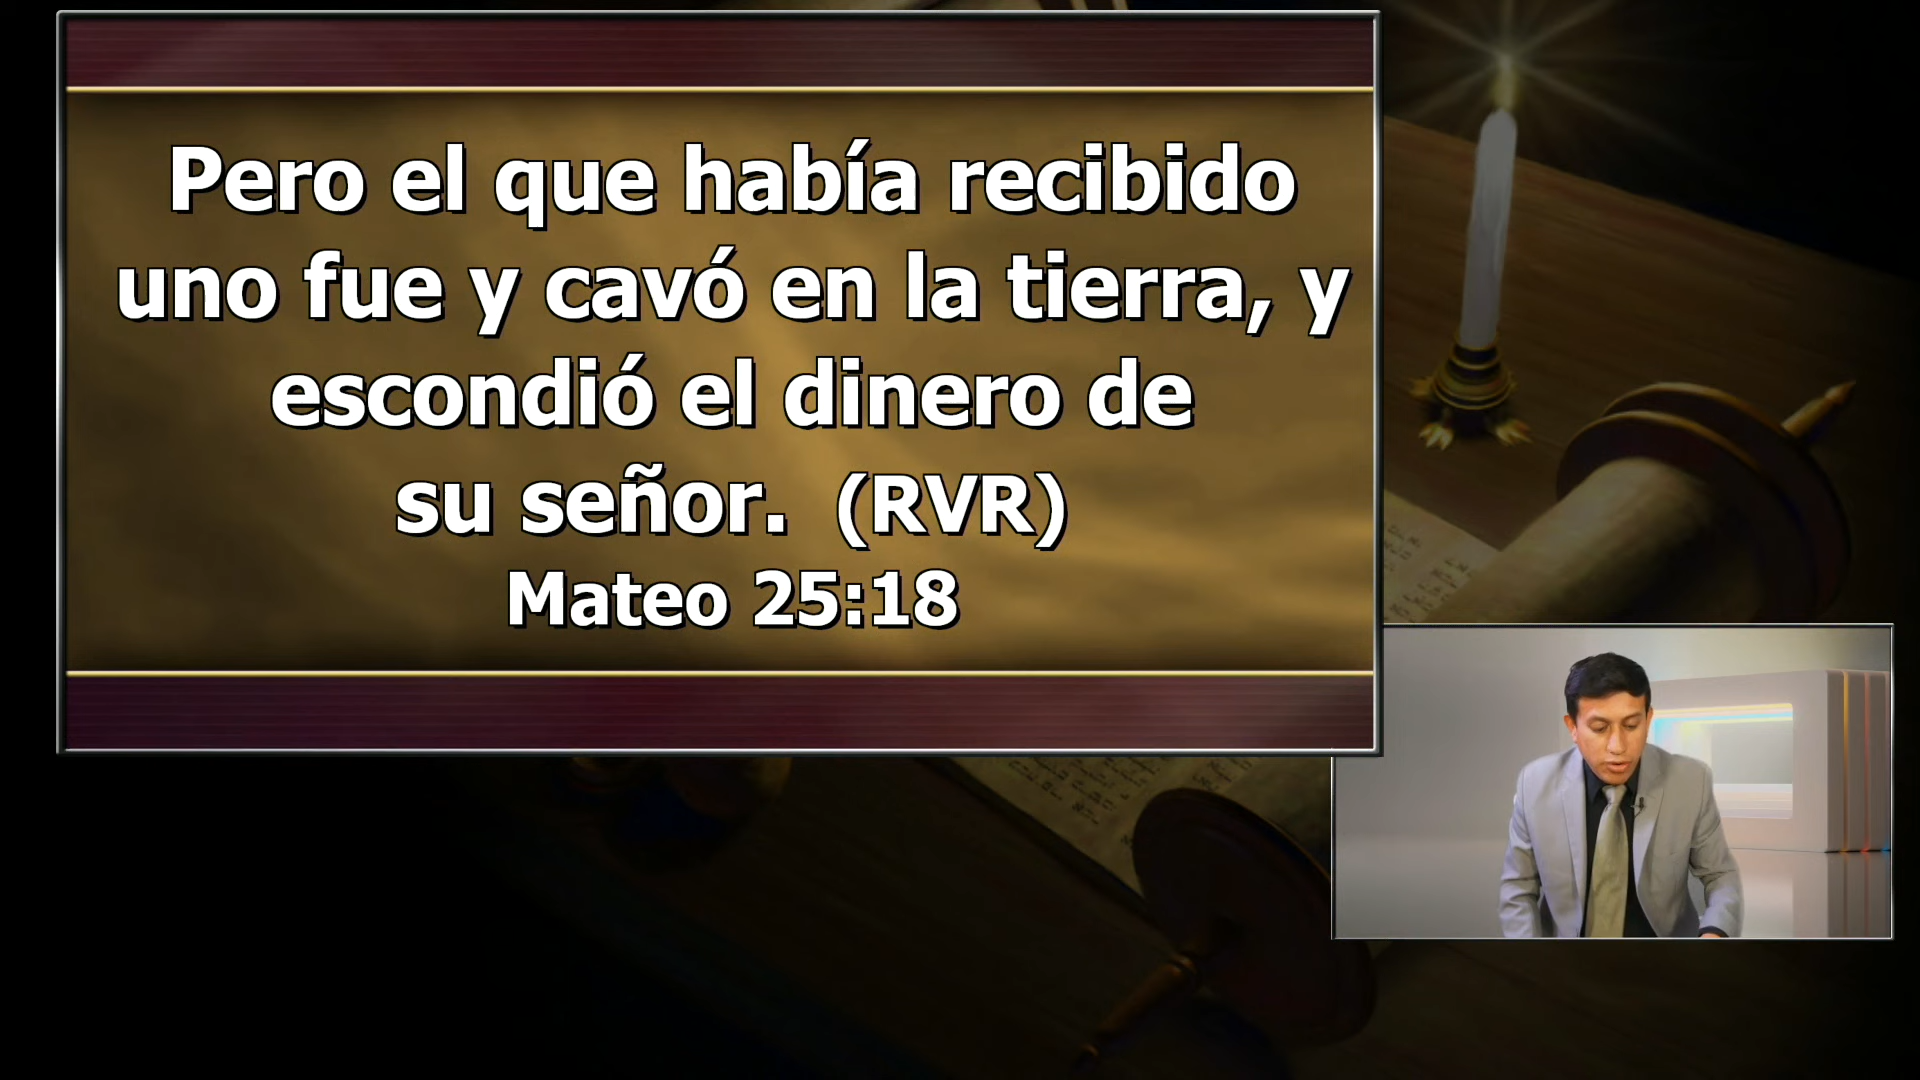 Pero el que había recibido
uno fue y cavó en la tierra, y
escondió el dinero de
su señor. (RVR)
Mateo 25:18